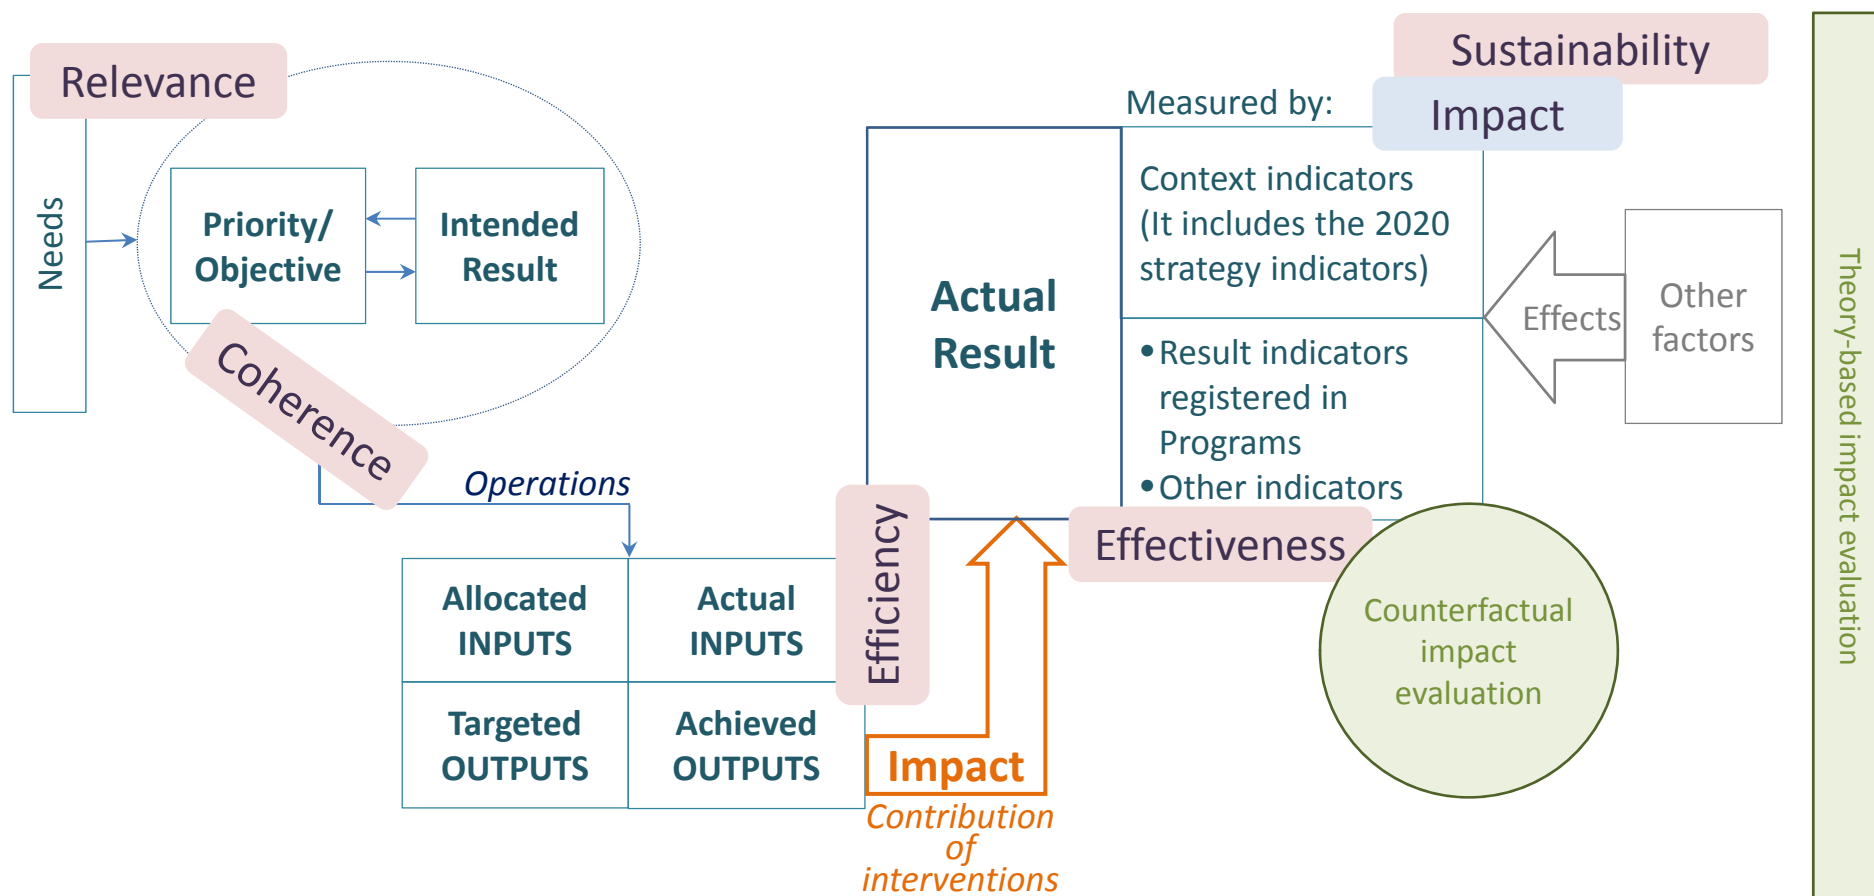 Relevance
Needs
Priority/
Objective
Intended
Result
Coherence
Operations
Allocated
INPUTS
Actual
INPUTS
Targeted
OUTPUTS
Achieved
OUTPUTS
Efficiency
Impact
Contribution
of
interventions
Actual
Result
Measured by:
Sustainability
Impact
Context indicators
(It includes the 2020
strategy indicators)
•Result indicators
registered in
Programs
•Other indicators
Effectiveness
Effects
Other
factors
Counterfactual
impact
evaluation
Theory-based impact evaluation